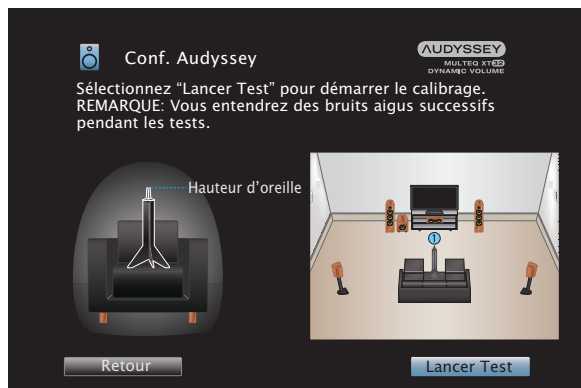 Conf. Audyssey
AUDYSSEY
MULTEQ XT32
DYNAMIC VOLUME
Sélectionnez “Lancer Test” pour démarrer le calibrage.
REMARQUE: Vous entendrez des bruits aigus successifs
pendant les tests.
Hauteur d’oreille
1
Retour
Lancer Test